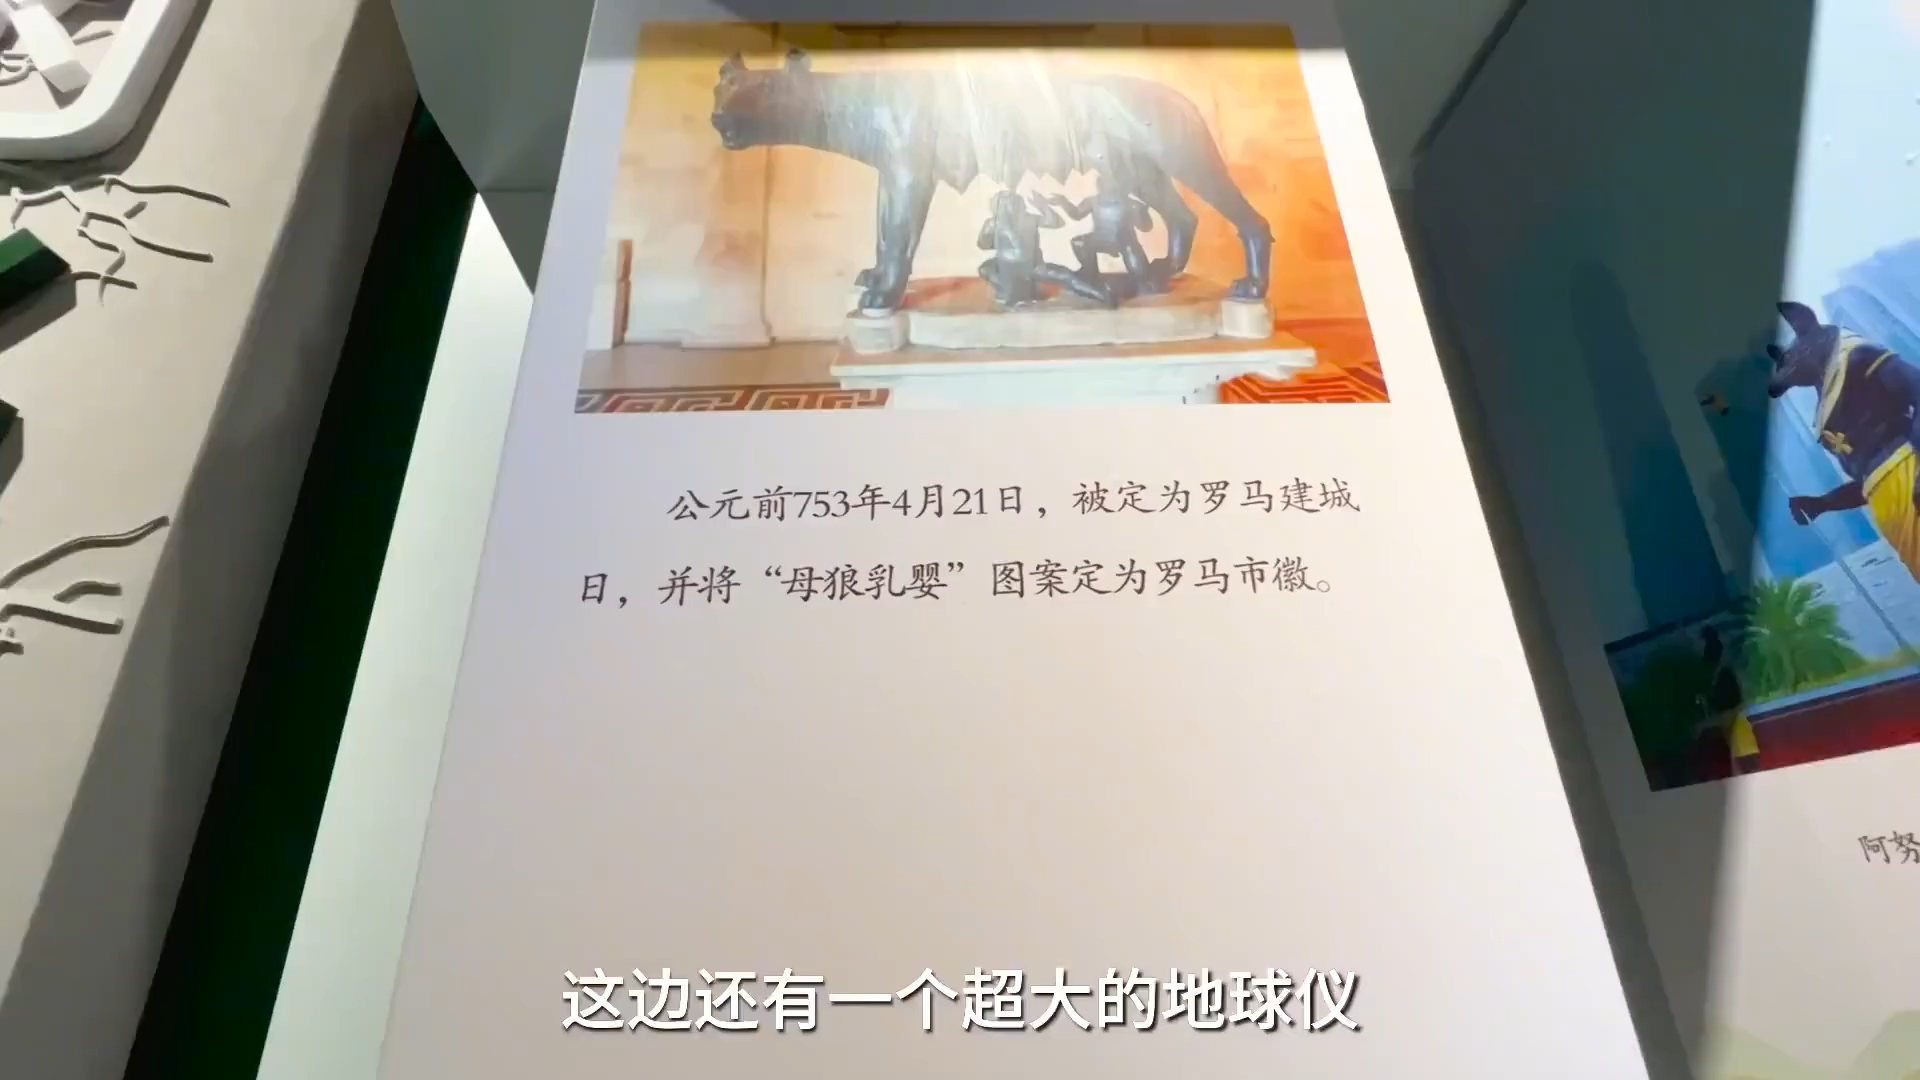 公元前753年4月21日，被定为罗马建城
日，并将“母狼乳婴”图案定为罗马市徽。
阿努
这边还有一个超大的地球仪